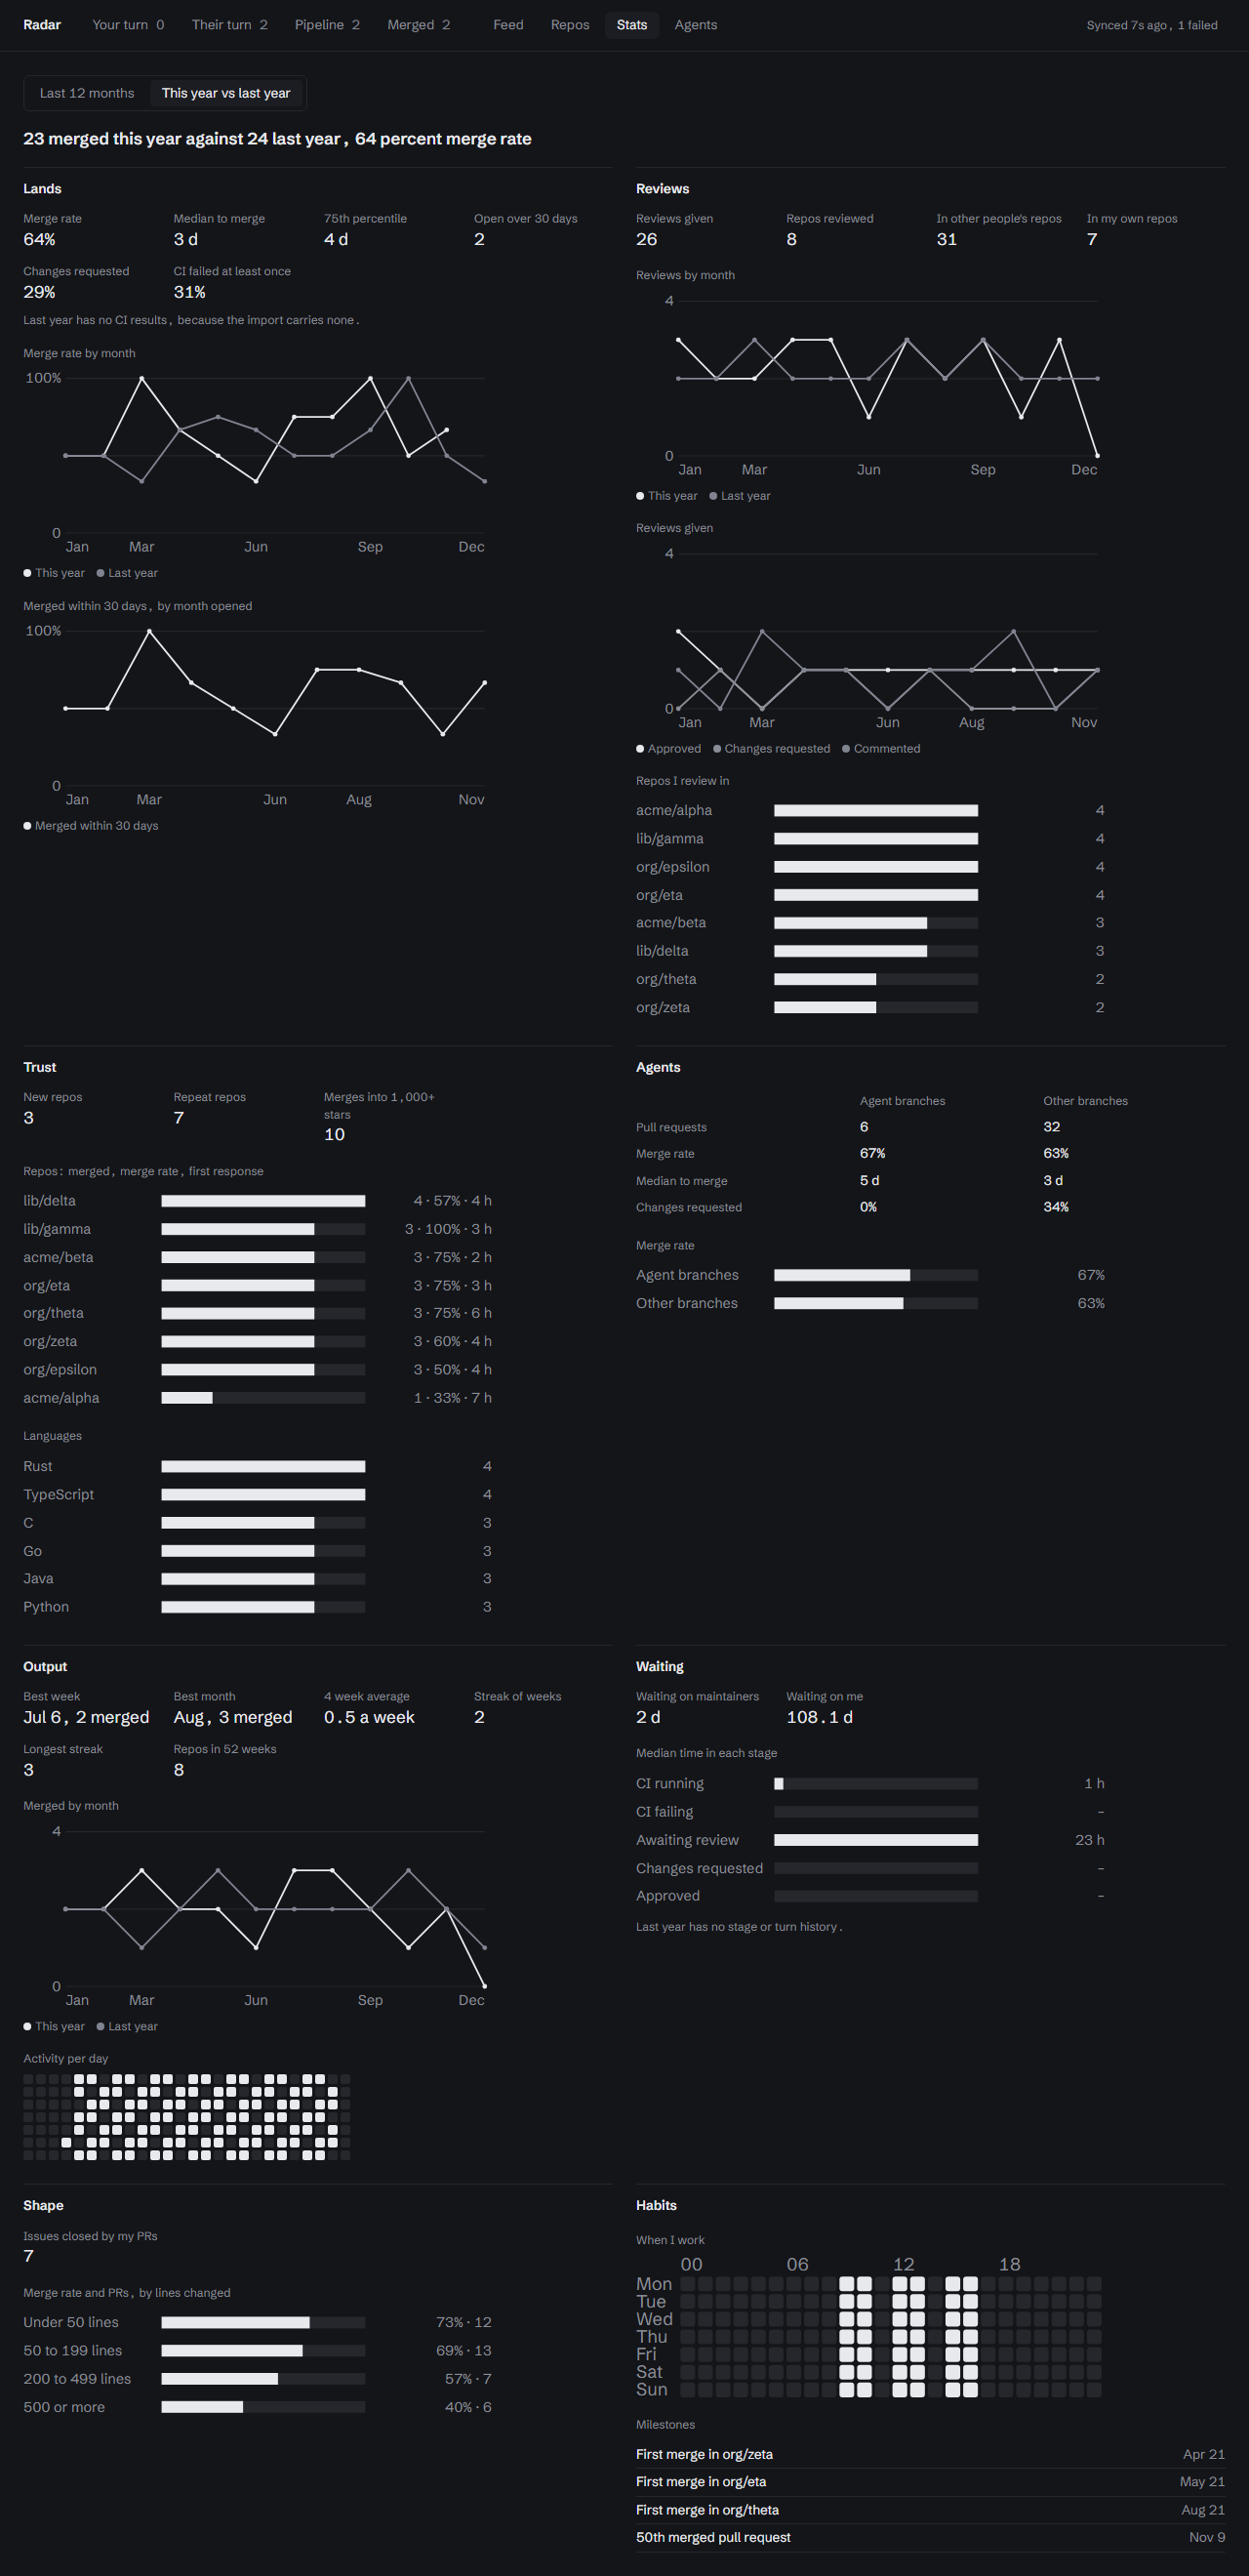 Radar Your turn 0 Their turn 2 Pipeline 2 Merged 2 Feed Repos Stats Agents Synced 7s ago, 1 failed
Last 12 months This year vs last year
23 merged this year against 24 last year, 64 percent merge rate
Lands
Merge rate Median to merge 75th percentile Open over 30 days
64% 3 d 4 d 2
Changes requested CI failed at least once
29% 31%
Last year has no CI results, because the import carries none.
Merge rate by month
100%
0
Jan Mar Jun Sep Dec
This year Last year
Merged within 30 days, by month opened
100%
0
Jan Mar Jun Aug Nov
Merged within 30 days
Reviews
Reviews given Repos reviewed In other people's repos In my own repos
26 8 31 7
Reviews by month
4
0
Jan Mar Jun Sep Dec
This year Last year
Reviews given
4
0
Jan Mar Jun Aug Nov
Approved Changes requested Commented
Repos I review in
acme/alpha 4
lib/gamma 4
org/epsilon 4
org/eta 4
acme/beta 3
lib/delta 3
org/theta 2
org/zeta 2
Trust
New repos Repeat repos Merges into 1,000+
stars
3 7 10
Repos: merged, merge rate, first response
lib/delta 4 · 57% · 4 h
lib/gamma 3 · 100% · 3 h
acme/beta 3 · 75% · 2 h
org/eta 3 · 75% · 3 h
org/theta 3 · 75% · 6 h
org/zeta 3 · 60% · 4 h
org/epsilon 3 · 50% · 4 h
acme/alpha 1 · 33% · 7 h
Languages
Rust 4
TypeScript 4
C 3
Go 3
Java 3
Python 3
Agents
Agent branches Other branches
Pull requests 6 32
Merge rate 67% 63%
Median to merge 5 d 3 d
Changes requested 0% 34%
Merge rate
Agent branches 67%
Other branches 63%
Output
Best week Best month 4 week average Streak of weeks
Jul 6, 2 merged Aug, 3 merged 0.5 a week 2
Longest streak Repos in 52 weeks
3 8
Merged by month
4
0
Jan Mar Jun Sep Dec
This year Last year
Activity per day
Waiting
Waiting on maintainers Waiting on me
2 d 108.1 d
Median time in each stage
CI running 1 h
CI failing –
Awaiting review 23 h
Changes requested –
Approved –
Last year has no stage or turn history.
Shape
Issues closed by my PRs
7
Merge rate and PRs, by lines changed
Under 50 lines 73% · 12
50 to 199 lines 69% · 13
200 to 499 lines 57% · 7
500 or more 40% · 6
Habits
When I work
00 06 12 18
Mon
Tue
Wed
Thu
Fri
Sat
Sun
Milestones
First merge in org/zeta Apr 21
First merge in org/eta May 21
First merge in org/theta Aug 21
50th merged pull request Nov 9